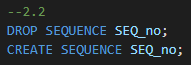 --2.2
DROP SEQUENCE SEQ_no;
CREATE SEQUENCE SEQ_no;